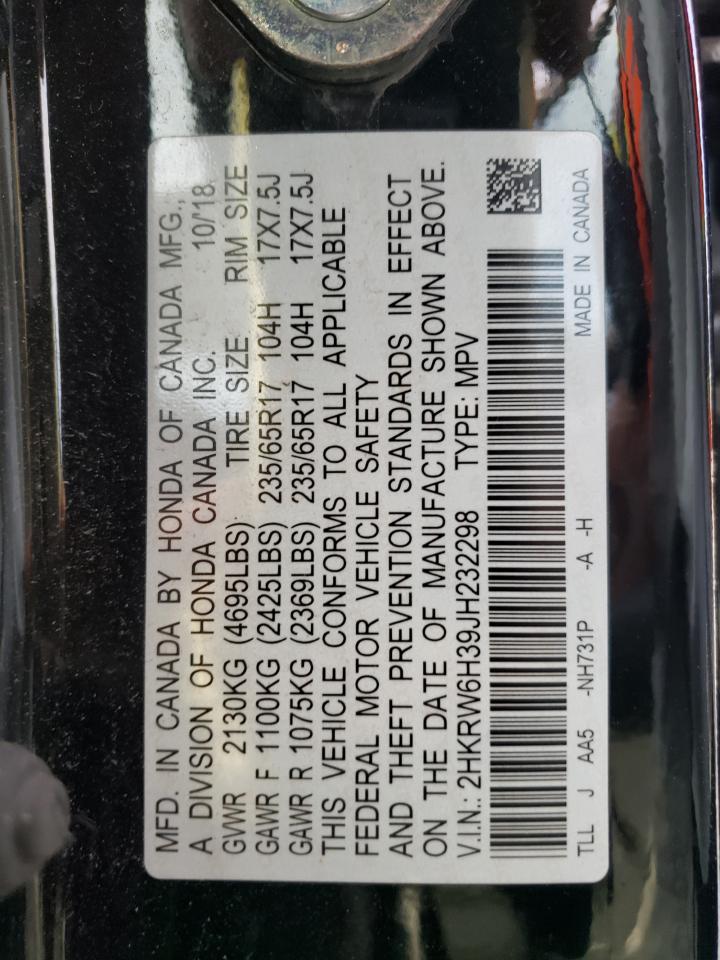 MFD. IN CANADA BY HONDA OF CANADA MFG.,
A DIVISION OF HONDA CANADA INC. 10/'18
GVWR 2130KG (4695LBS) TIRE SIZE RIM SIZE
GAWR F 1100KG (2425LBS) 235/65R17 104H 17X7.5J
GAWR R 1075KG (2369LBS) 235/65R17 104H 17X7.5J
THIS VEHICLE CONFORMS TO ALL APPLICABLE
FEDERAL MOTOR VEHICLE SAFETY
AND THEFT PREVENTION STANDARDS IN EFFECT
ON THE DATE OF MANUFACTURE SHOWN ABOVE.
V.I.N.: 2HKRW6H39JH232298 TYPE: MPV
TLL J AA5 -NH731P -A -H MADE IN CANADA